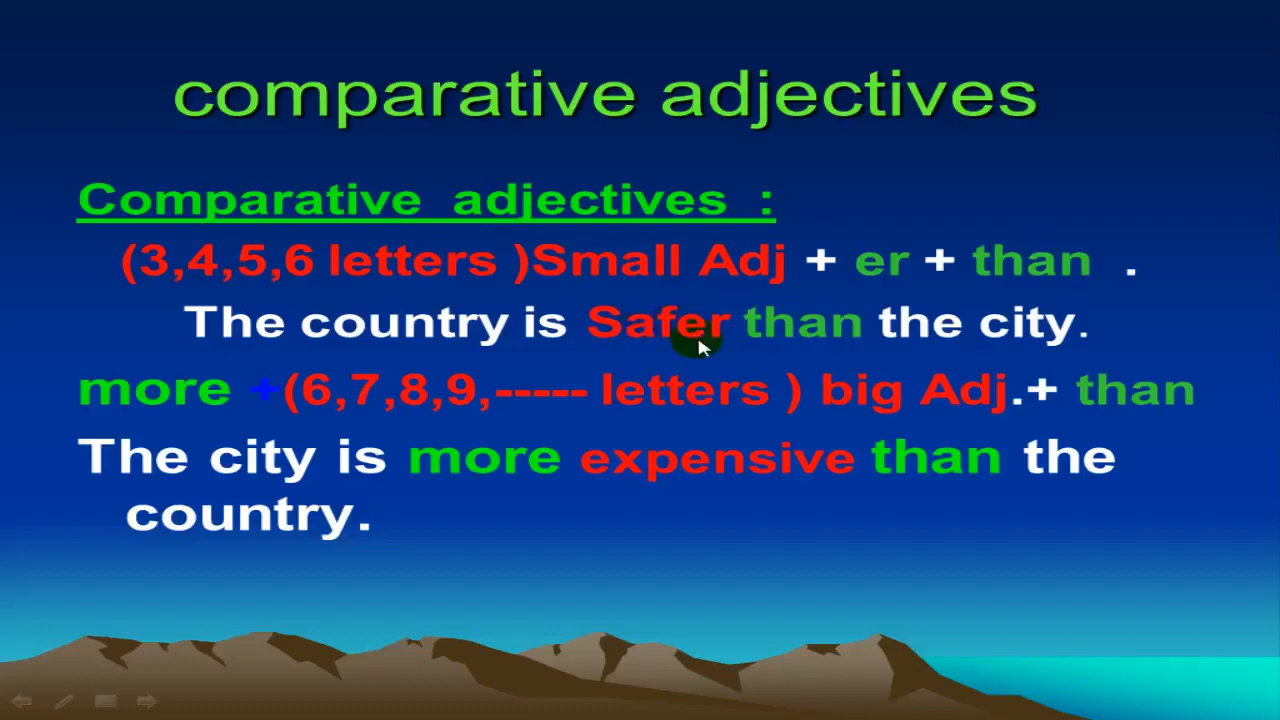 comparative adjectives
Comparative adjectives :
(3,4,5,6 letters )Small Adj + er + than .
The country is Safer than the city.
more +(6,7,8,9,----- letters ) big Adj.+ than
The city is more expensive than the
country.